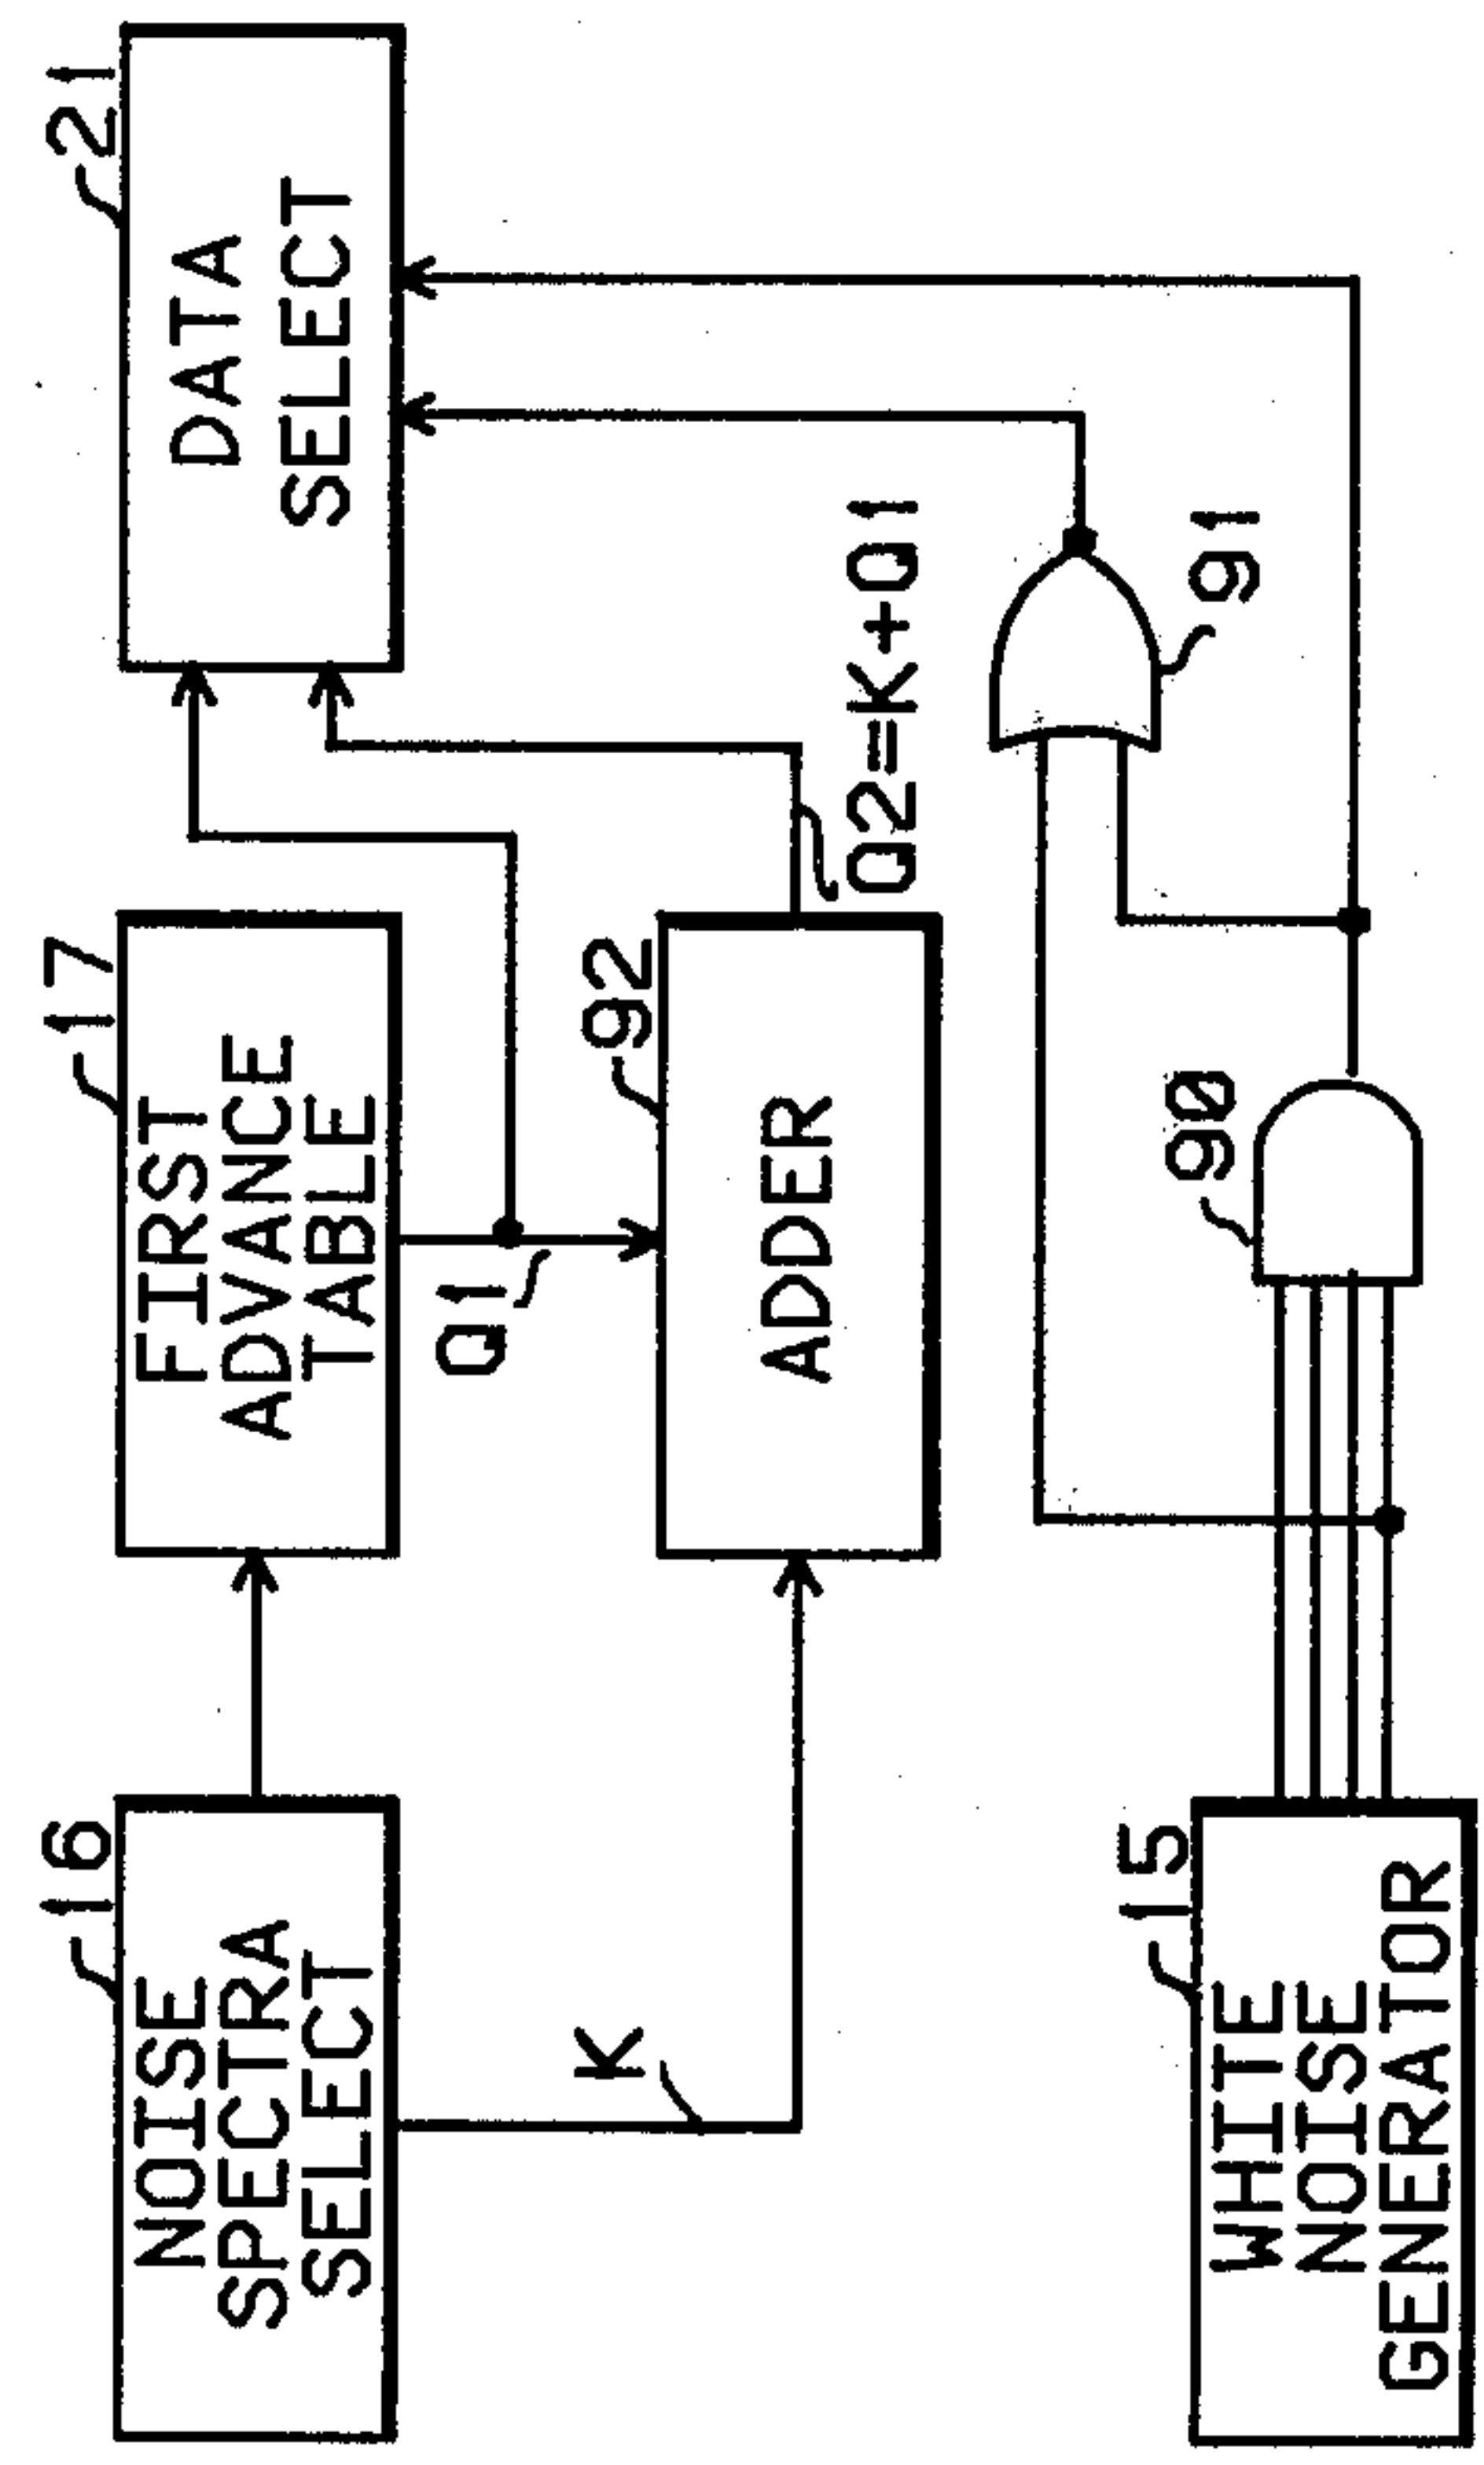 16
NOISE
SPECTRA
SELECT
17
FIRST
ADVANCE
TABLE
21
DATA
SELECT
Q1
K
92
ADDER
Q2=K+Q1
15
WHITE
NOISE
GENERATOR
90
91